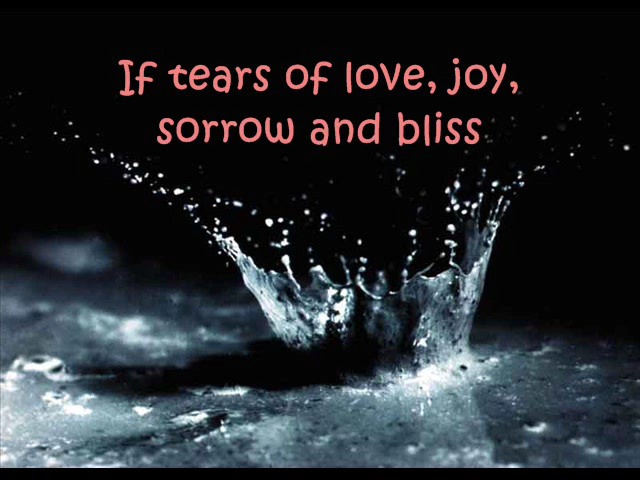 If tears of love, joy,
sorrow and bliss